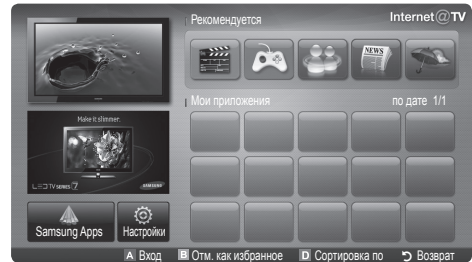 Рекомендуется
Internet@TV
Мои приложения
по дате 1/1
NEWS
Make it slimmer.
LED TV SERIES 7
SAMSUNG
Samsung Apps
Настройки
A Вход
B Отм. как избранное
D Сортировка по
Возврат